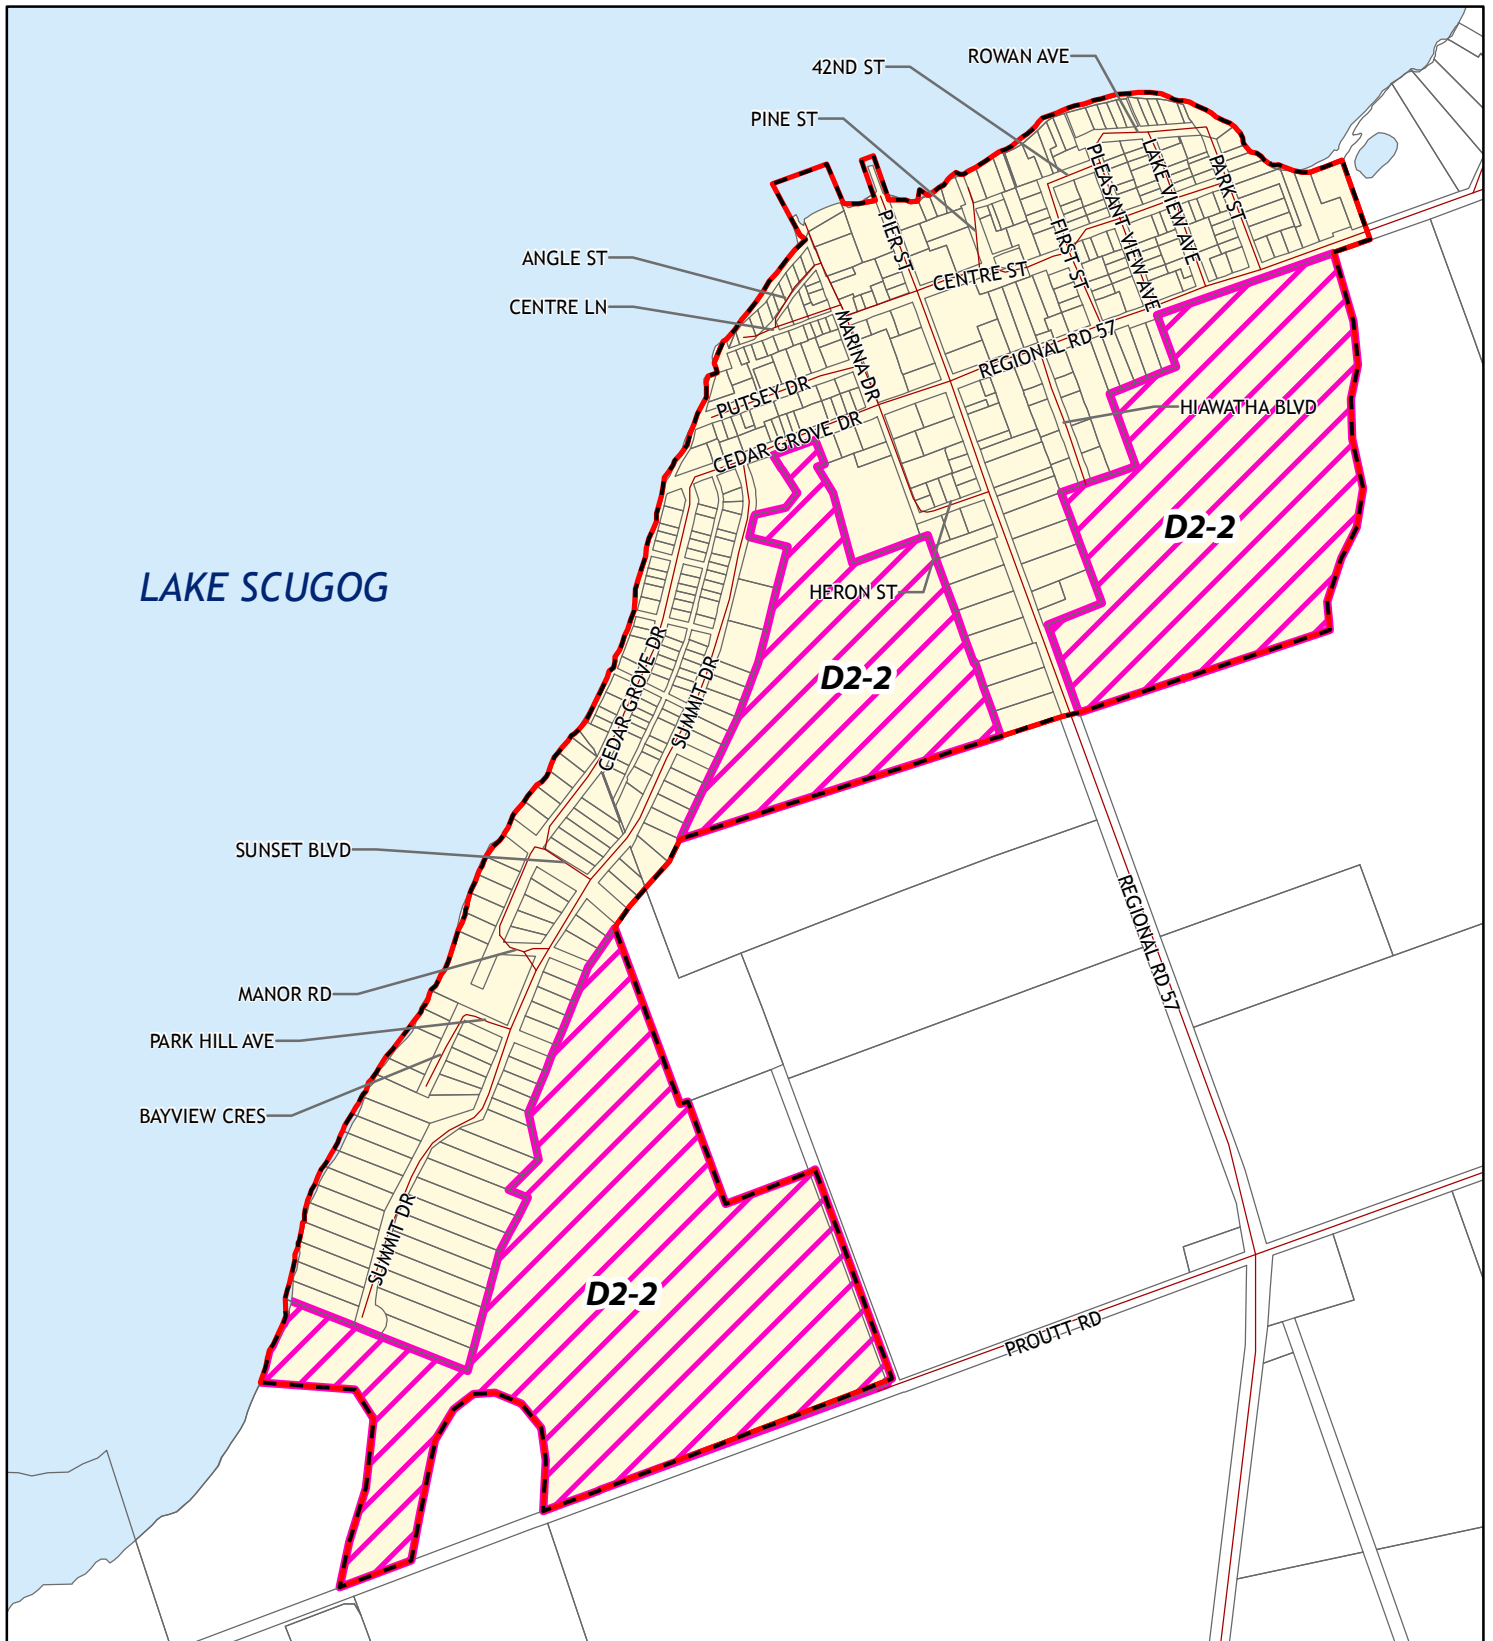 ROWAN AVE
42ND ST
PINE ST
PLEASANT VIEW AVE
LAKE VIEW AVE
PARK ST
PIER ST
FIRST ST
ANGLE ST
CENTRE ST
CENTRE LN
MARINA DR
REGIONAL RD 57
PUTSEY DR
HIAWATHA BLVD
CEDAR GROVE DR
D2-2
LAKE SCUGOG
HERON ST
D2-2
CEDAR GROVE DR
SUMMIT DR
SUNSET BLVD
REGIONAL RD 57
MANOR RD
PARK HILL AVE
BAYVIEW CRES
SUMMIT DR
D2-2
PROUTT RD